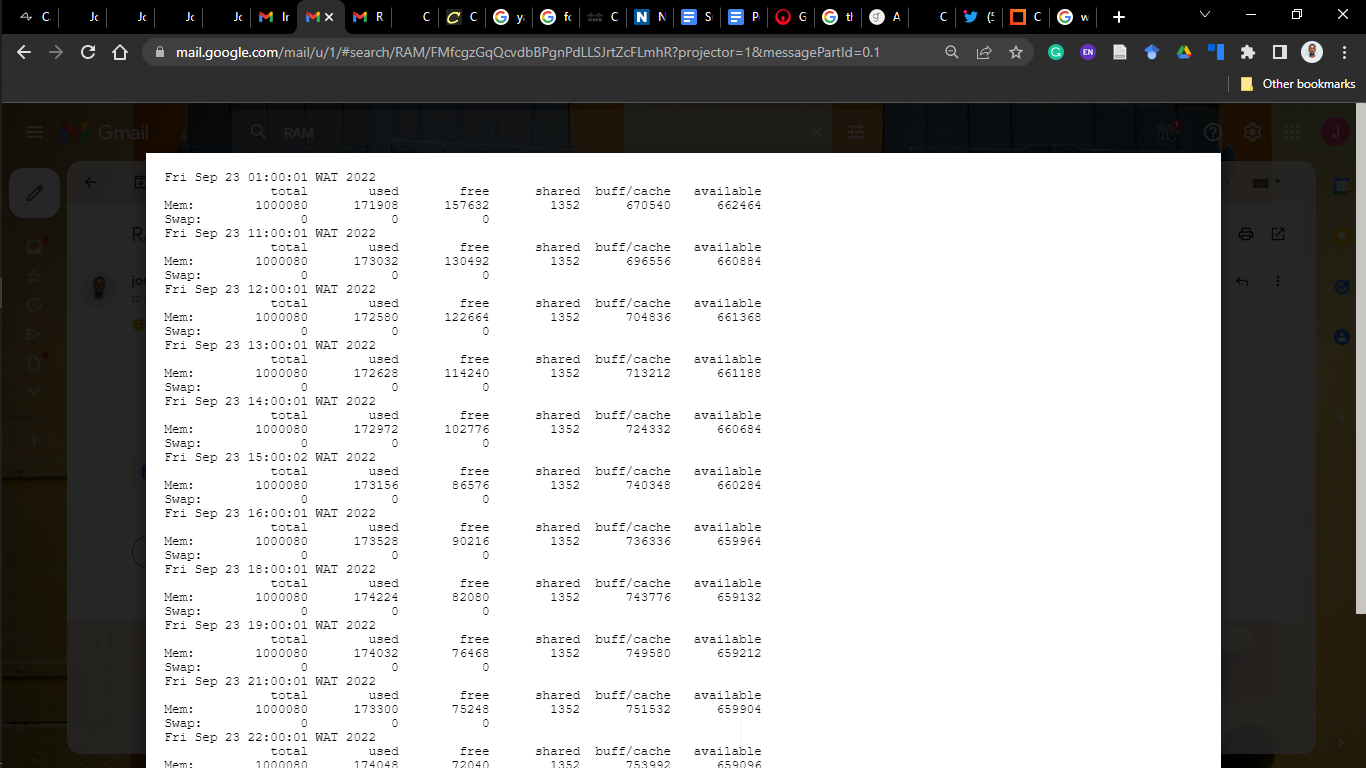 C
Jc
Jc
Jc
Jc
Ir
R
C
C
y
fc
C
N
S
P
G
tl
A
C
(5
C
w
mail.google.com/mail/u/1/#search/RAM/FMfcgzGqQcvdbBPgnPdLLSJrtZcFLmhR?projector=1&messagePartId=0.1
EN
Other bookmarks
Gmail
RAM
1
J
Fri Sep 23 01:00:01 WAT 2022
total used free shared buff/cache available
Mem: 1000080 171908 157632 1352 670540 662464
Swap: 0 0 0
Fri Sep 23 11:00:01 WAT 2022
total used free shared buff/cache available
Mem: 1000080 173032 130492 1352 696556 660884
Swap: 0 0 0
Fri Sep 23 12:00:01 WAT 2022
total used free shared buff/cache available
Mem: 1000080 172580 122664 1352 704836 661368
Swap: 0 0 0
Fri Sep 23 13:00:01 WAT 2022
total used free shared buff/cache available
Mem: 1000080 172628 114240 1352 713212 661188
Swap: 0 0 0
Fri Sep 23 14:00:01 WAT 2022
total used free shared buff/cache available
Mem: 1000080 172972 102776 1352 724332 660684
Swap: 0 0 0
Fri Sep 23 15:00:02 WAT 2022
total used free shared buff/cache available
Mem: 1000080 173156 86576 1352 740348 660284
Swap: 0 0 0
Fri Sep 23 16:00:01 WAT 2022
total used free shared buff/cache available
Mem: 1000080 173528 90216 1352 736336 659964
Swap: 0 0 0
Fri Sep 23 18:00:01 WAT 2022
total used free shared buff/cache available
Mem: 1000080 174224 82080 1352 743776 659132
Swap: 0 0 0
Fri Sep 23 19:00:01 WAT 2022
total used free shared buff/cache available
Mem: 1000080 174032 76468 1352 749580 659212
Swap: 0 0 0
Fri Sep 23 21:00:01 WAT 2022
total used free shared buff/cache available
Mem: 1000080 173300 75248 1352 751532 659904
Swap: 0 0 0
Fri Sep 23 22:00:01 WAT 2022
total used free shared buff/cache available
Mem: 1000080 174048 72040 1352 753992 659096